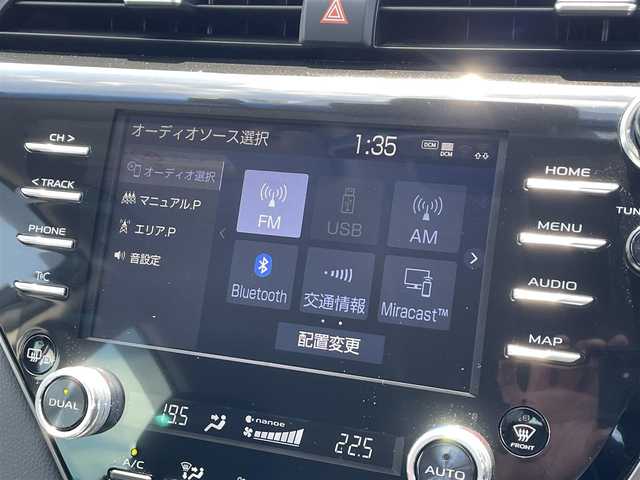 オーディオソース選択 1:35 DCM DCM
オーディオ選択
マニュアル.P
エリア.P
音設定
FM USB AM
Bluetooth 交通情報 Miracast™
配置変更
CH >
< TRACK
PHONE
HOME
TUN
MENU
AUDIO
MAP
DUAL
19.5
nanoe
22.5
A/C
AUTO
FRONT